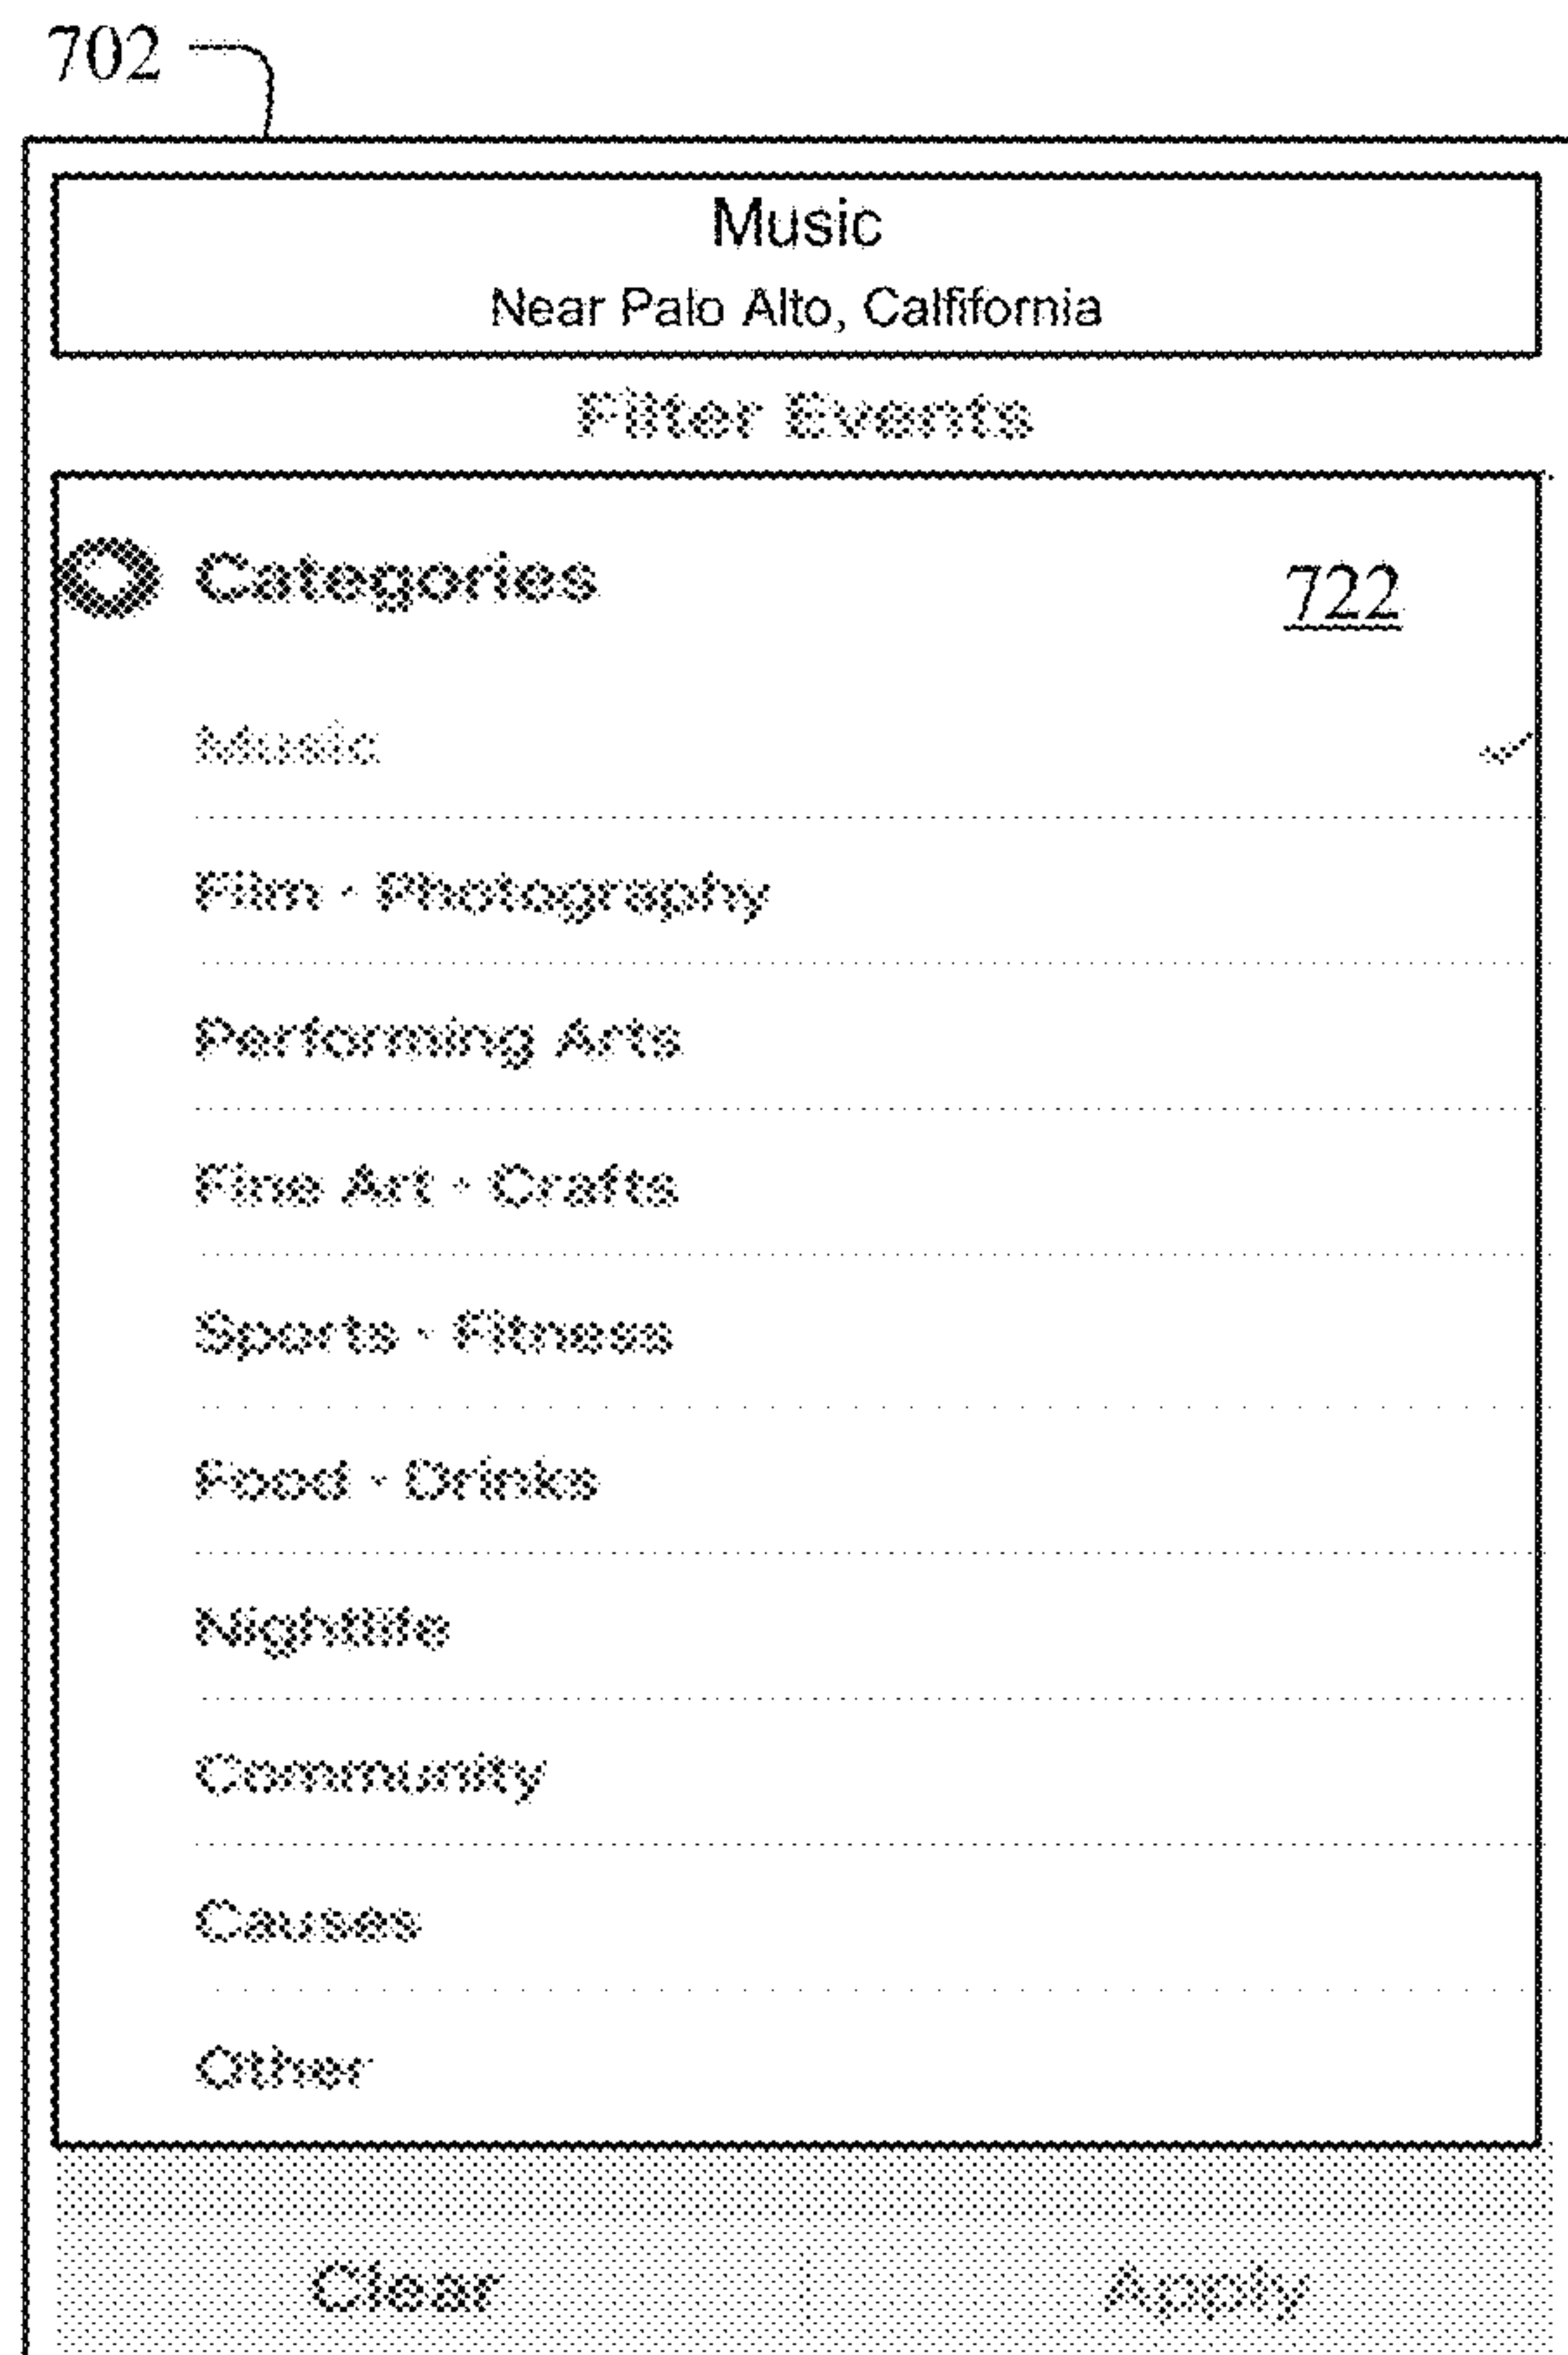 702
Music
Near Palo Alto, Calfifornia
Filter Events
Categories
722
Music
Film · Photography
Performing Arts
Fine Art · Crafts
Sports · Fitness
Food · Drinks
Nightlife
Community
Causes
Other
Clear
Apply